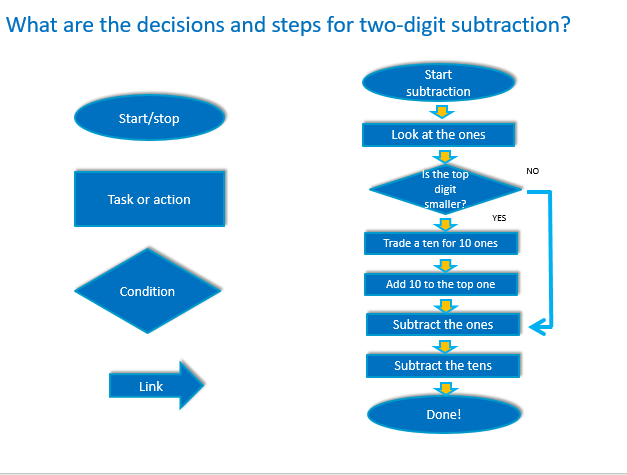 What are the decisions and steps for two-digit subtraction?
Start/stop
Task or action
Condition
Link
Start
subtraction
Look at the ones
Is the top
digit
smaller?
NO
YES
Trade a ten for 10 ones
Add 10 to the top one
Subtract the ones
Subtract the tens
Done!